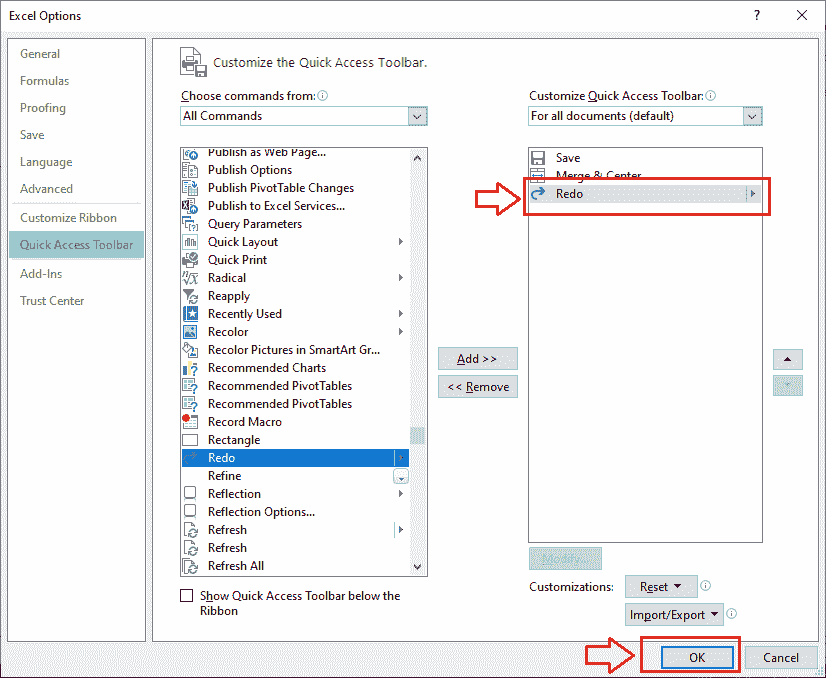 Excel Options
?
General
Formulas
Proofing
Save
Language
Advanced
Customize Ribbon
Quick Access Toolbar
Add-Ins
Trust Center
Customize the Quick Access Toolbar.
Choose commands from:
All Commands
Publish as Web Page...
Publish Options
Publish PivotTable Changes
Publish to Excel Services...
Query Parameters
Quick Layout
Quick Print
Radical
Reapply
Recently Used
Recolor
Recolor Pictures in SmartArt Gr...
Recommended Charts
Recommended PivotTables
Recommended PivotTables
Record Macro
Rectangle
Redo
Refine
Reflection
Reflection Options...
Refresh
Refresh
Refresh All
Show Quick Access Toolbar below the
Ribbon
Add >>
<< Remove
Customize Quick Access Toolbar:
For all documents (default)
Save
Merge & Center
Redo
Modify...
Customizations:
Reset
Import/Export
OK
Cancel